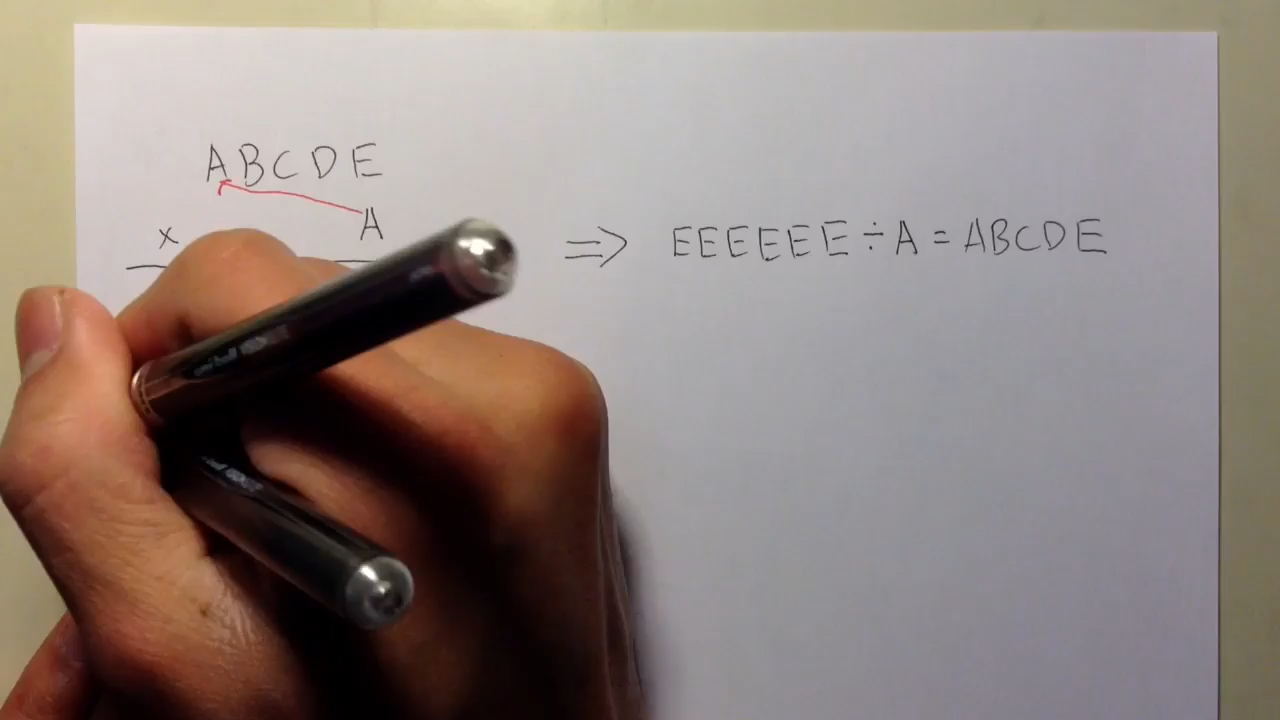 ABCDE
x A
⇒ EEEEEE ÷ A = ABCDE